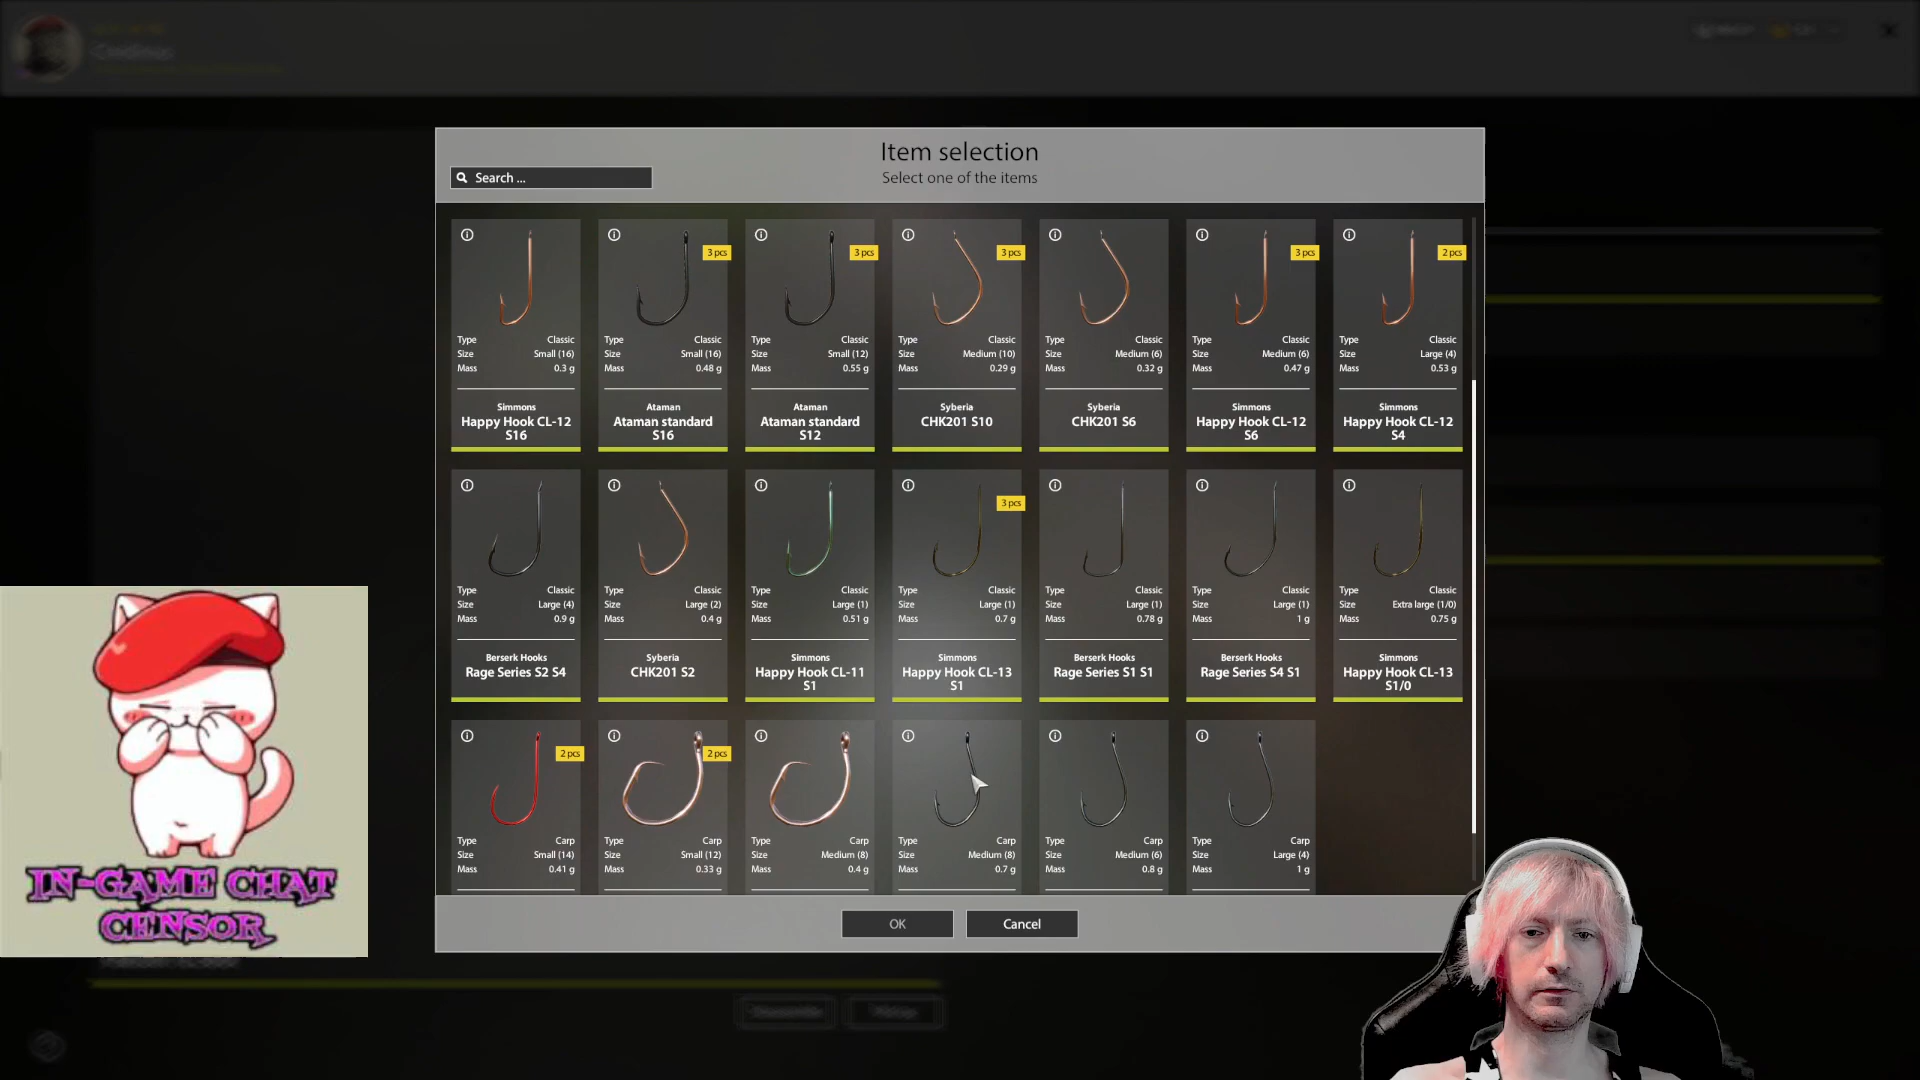 Item selection
Search ...
Select one of the items
Type Classic
Size Small (16)
Mass 0.3 g
Simmons
Happy Hook CL-12
S16
3 pcs
Type Classic
Size Small (16)
Mass 0.48 g
Ataman
Ataman standard
S16
3 pcs
Type Classic
Size Small (12)
Mass 0.55 g
Ataman
Ataman standard
S12
3 pcs
Type Classic
Size Medium (10)
Mass 0.29 g
Syberia
CHK201 S10
Type Classic
Size Medium (6)
Mass 0.32 g
Syberia
CHK201 S6
3 pcs
Type Classic
Size Medium (6)
Mass 0.47 g
Simmons
Happy Hook CL-12
S6
2 pcs
Type Classic
Size Large (4)
Mass 0.53 g
Simmons
Happy Hook CL-12
S4
Type Classic
Size Large (4)
Mass 0.9 g
Berserk Hooks
Rage Series S2 S4
Type Classic
Size Large (2)
Mass 0.4 g
Syberia
CHK201 S2
Type Classic
Size Large (1)
Mass 0.51 g
Simmons
Happy Hook CL-11
S1
3 pcs
Type Classic
Size Large (1)
Mass 0.7 g
Simmons
Happy Hook CL-13
S1
Type Classic
Size Large (1)
Mass 0.78 g
Berserk Hooks
Rage Series S1 S1
Type Classic
Size Large (1)
Mass 1 g
Berserk Hooks
Rage Series S4 S1
Type Classic
Size Extra large (1/0)
Mass 0.75 g
Simmons
Happy Hook CL-13
S1/0
2 pcs
Type Carp
Size Small (14)
Mass 0.41 g
2 pcs
Type Carp
Size Small (12)
Mass 0.33 g
Type Carp
Size Medium (8)
Mass 0.4 g
Type Carp
Size Medium (8)
Mass 0.7 g
Type Carp
Size Medium (6)
Mass 0.8 g
Type Carp
Size Large (4)
Mass 1 g
OK
Cancel
IN-GAME CHAT
CENSOR